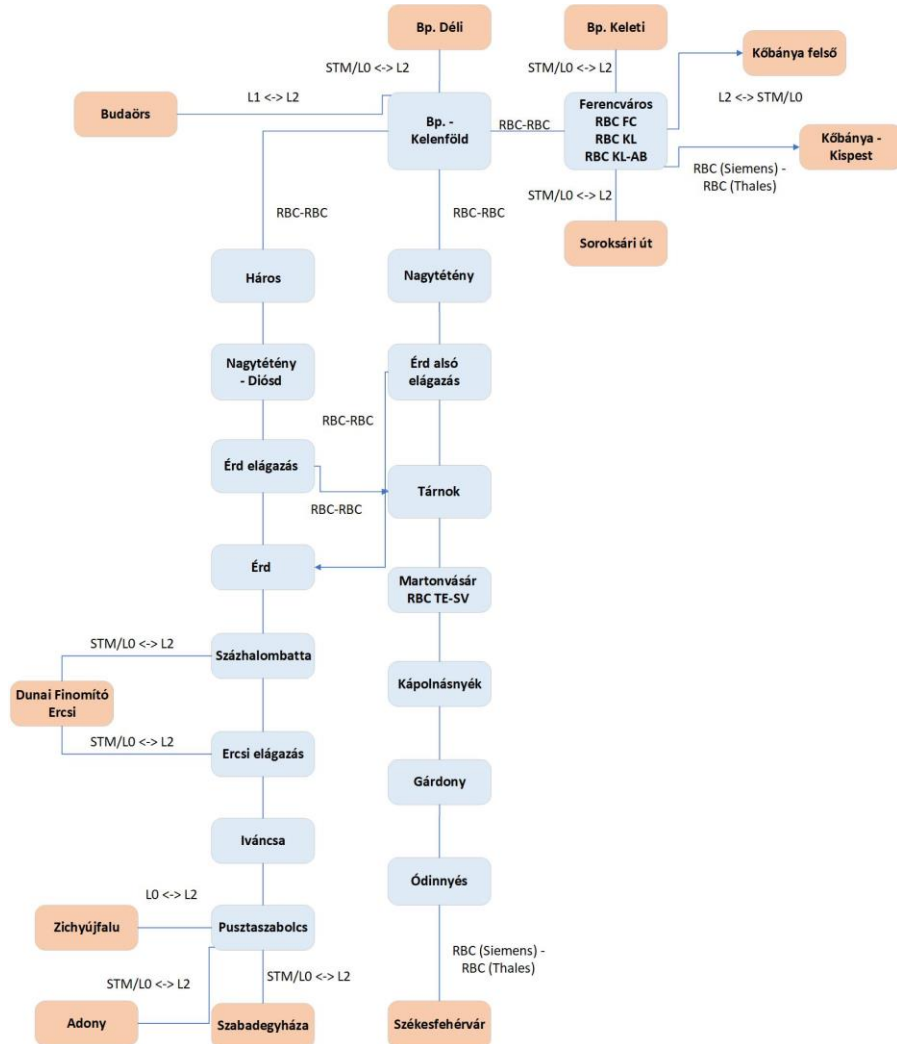 Bp. Déli
Bp. Keleti
Kőbánya felső
STM/L0 <-> L2
STM/L0 <-> L2
L1 <-> L2
L2 <-> STM/L0
Budaörs
Bp. -
Kelenföld
RBC-RBC
Ferencváros
RBC FC
RBC KL
RBC KL-AB
Kőbánya -
Kispest
RBC (Siemens) -
RBC (Thales)
STM/L0 <-> L2
RBC-RBC
RBC-RBC
Soroksári út
Háros
Nagytétény
Nagytétény
- Diósd
Érd alsó
elágazás
RBC-RBC
Érd elágazás
Tárnok
RBC-RBC
Érd
Martonvásár
RBC TE-SV
STM/L0 <-> L2
Százhalombatta
Dunai Finomító
Ercsi
Kápolnásnyék
STM/L0 <-> L2
Ercsi elágazás
Gárdony
Iváncsa
Ódinnyés
L0 <-> L2
Zichyújfalu
Pusztaszabolcs
RBC (Siemens) -
RBC (Thales)
STM/L0 <-> L2
STM/L0 <-> L2
Adony
Szabadegyháza
Székesfehérvár